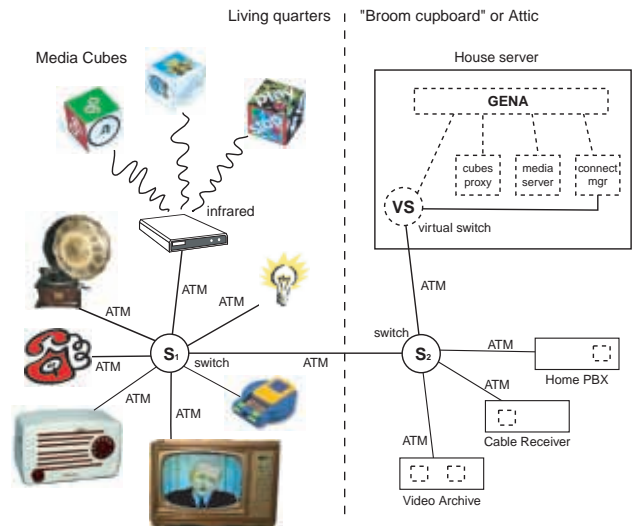 Living quarters
"Broom cupboard" or Attic
Media Cubes
House server
GENA
cubes
proxy
media
server
connect
mgr
infrared
VS
virtual switch
ATM
ATM
ATM
ATM
switch
S1
switch
ATM
S2
ATM
Home PBX
ATM
ATM
ATM
ATM
Cable Receiver
ATM
Video Archive